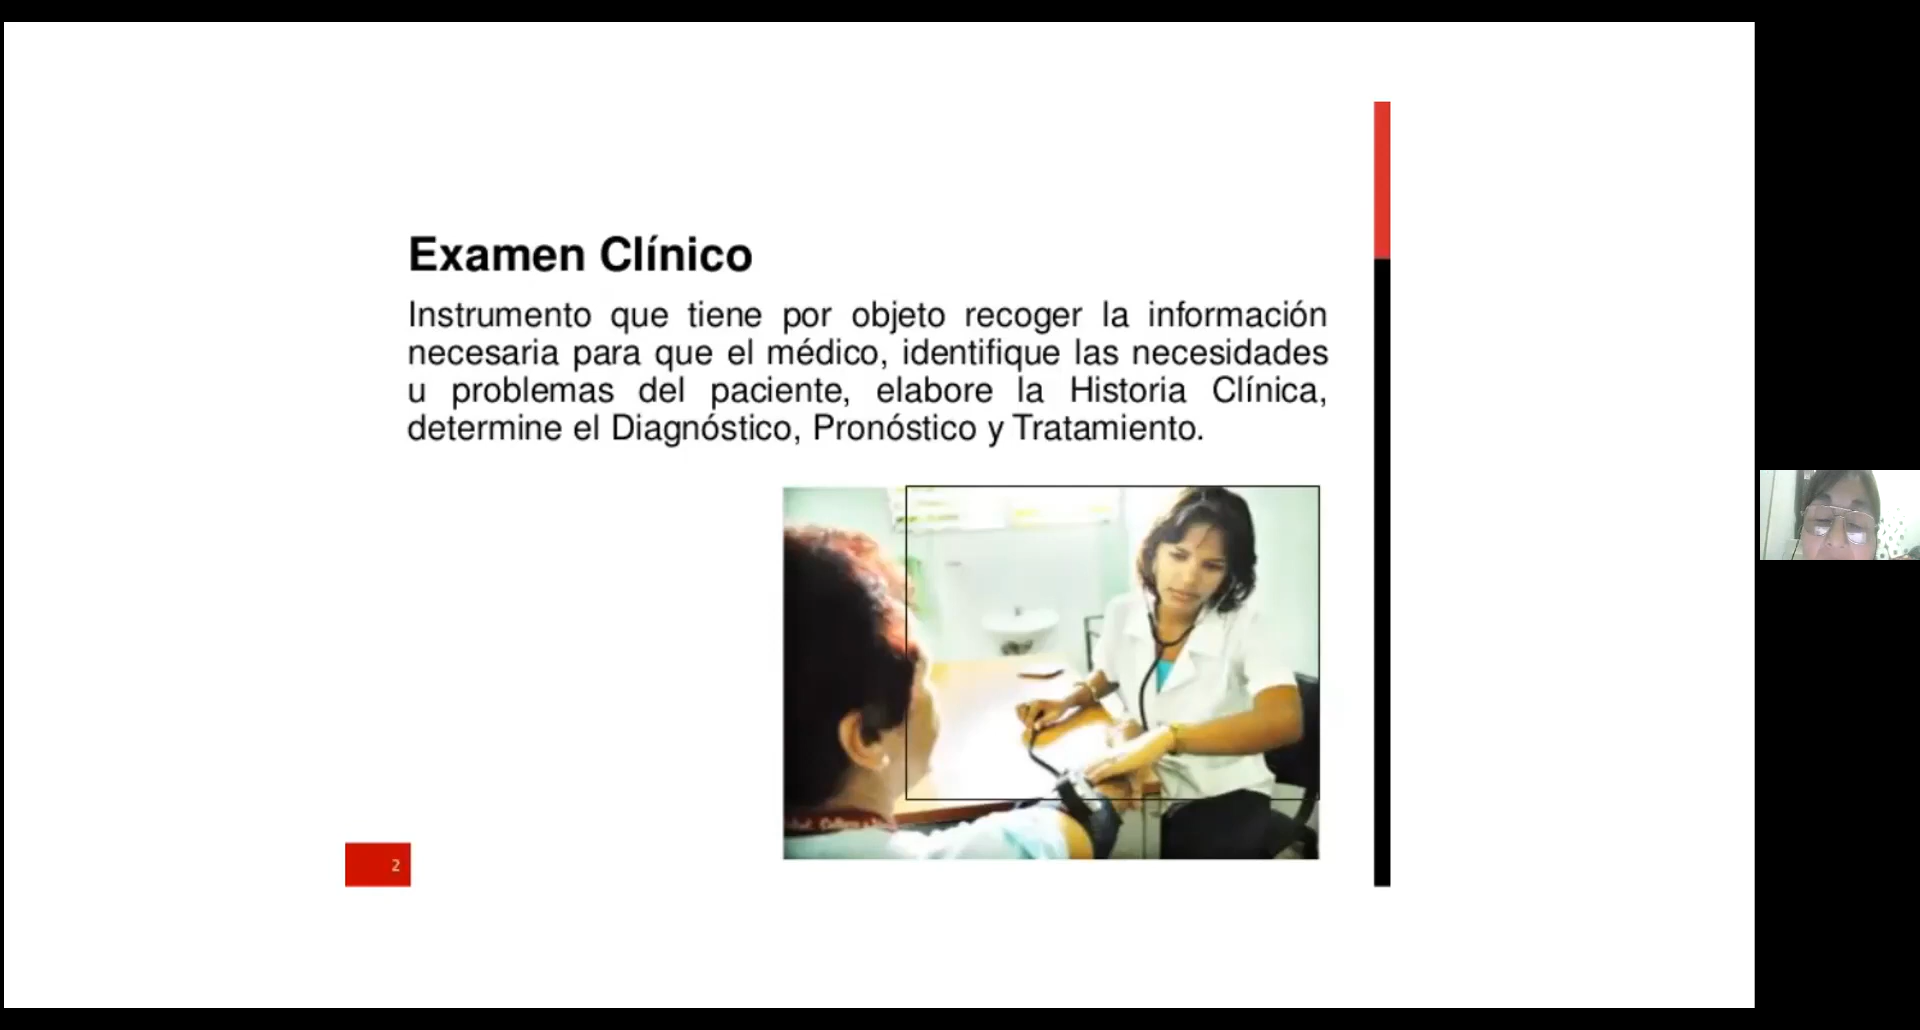 Examen Clínico
Instrumento que tiene por objeto recoger la información
necesaria para que el médico, identifique las necesidades
u problemas del paciente, elabore la Historia Clínica,
determine el Diagnóstico, Pronóstico y Tratamiento.
2